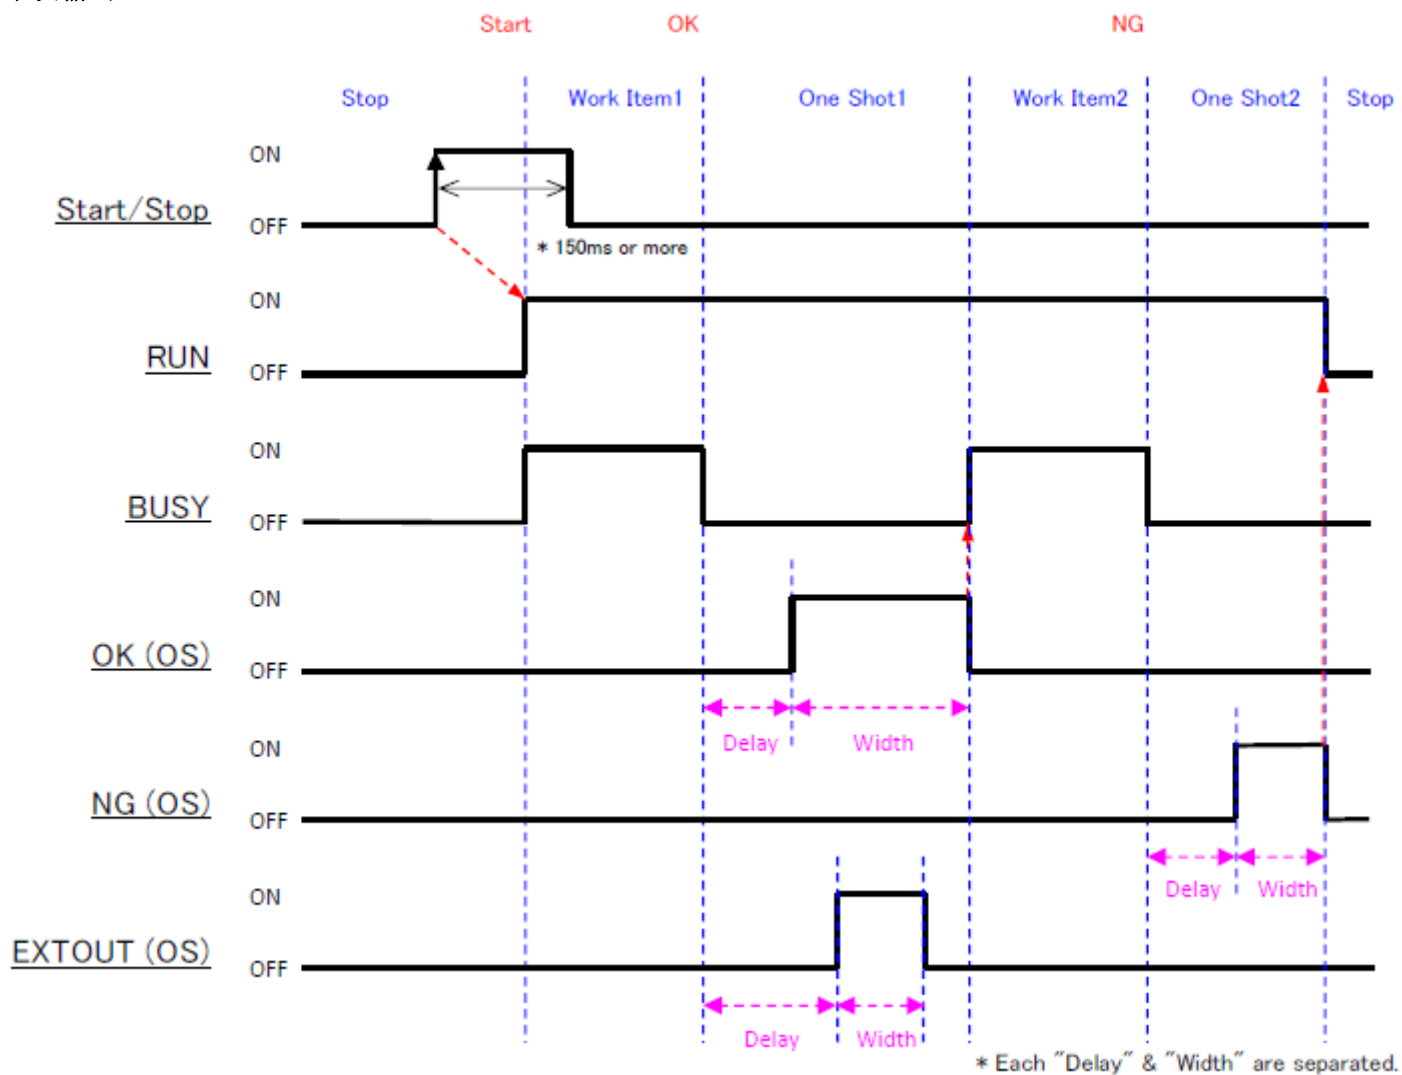 Start OK NG
Stop Work Item1 One Shot1 Work Item2 One Shot2 Stop
ON
Start/Stop
OFF
* 150ms or more
ON
RUN
OFF
ON
BUSY
OFF
ON
OK (OS)
OFF
Delay Width
ON
NG (OS)
OFF
Delay Width
ON
EXTOUT (OS)
OFF
Delay Width
* Each "Delay" & "Width" are separated.